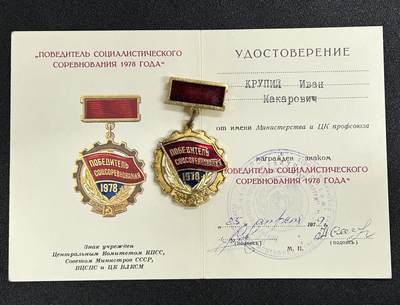 "ПОБЕДИТЕЛЬ СОЦИАЛИСТИЧЕСКОГО
СОРЕВНОВАНИЯ 1978 ГОДА"
ПОБЕДИТЕЛЬ
СОЦСОРЕВНОВАНИЯ
1978
Знак учрежден
Центральным Комитетом КПСС,
Советом Министров СССР,
ВЦСПС и ЦК ВЛКСМ
ПОБЕДИТЕЛЬ
СОЦСОРЕВНОВАНИЯ
1978
УДОСТОВЕРЕНИЕ
КРУПИЙ Иван
Макарович
от имени Министерства и ЦК профсоюза
награжден знаком
"ПОБЕДИТЕЛЬ СОЦИАЛИСТИЧЕСКОГО
СОРЕВНОВАНИЯ 1978 ГОДА"
(подпись) М. П. (подпись)